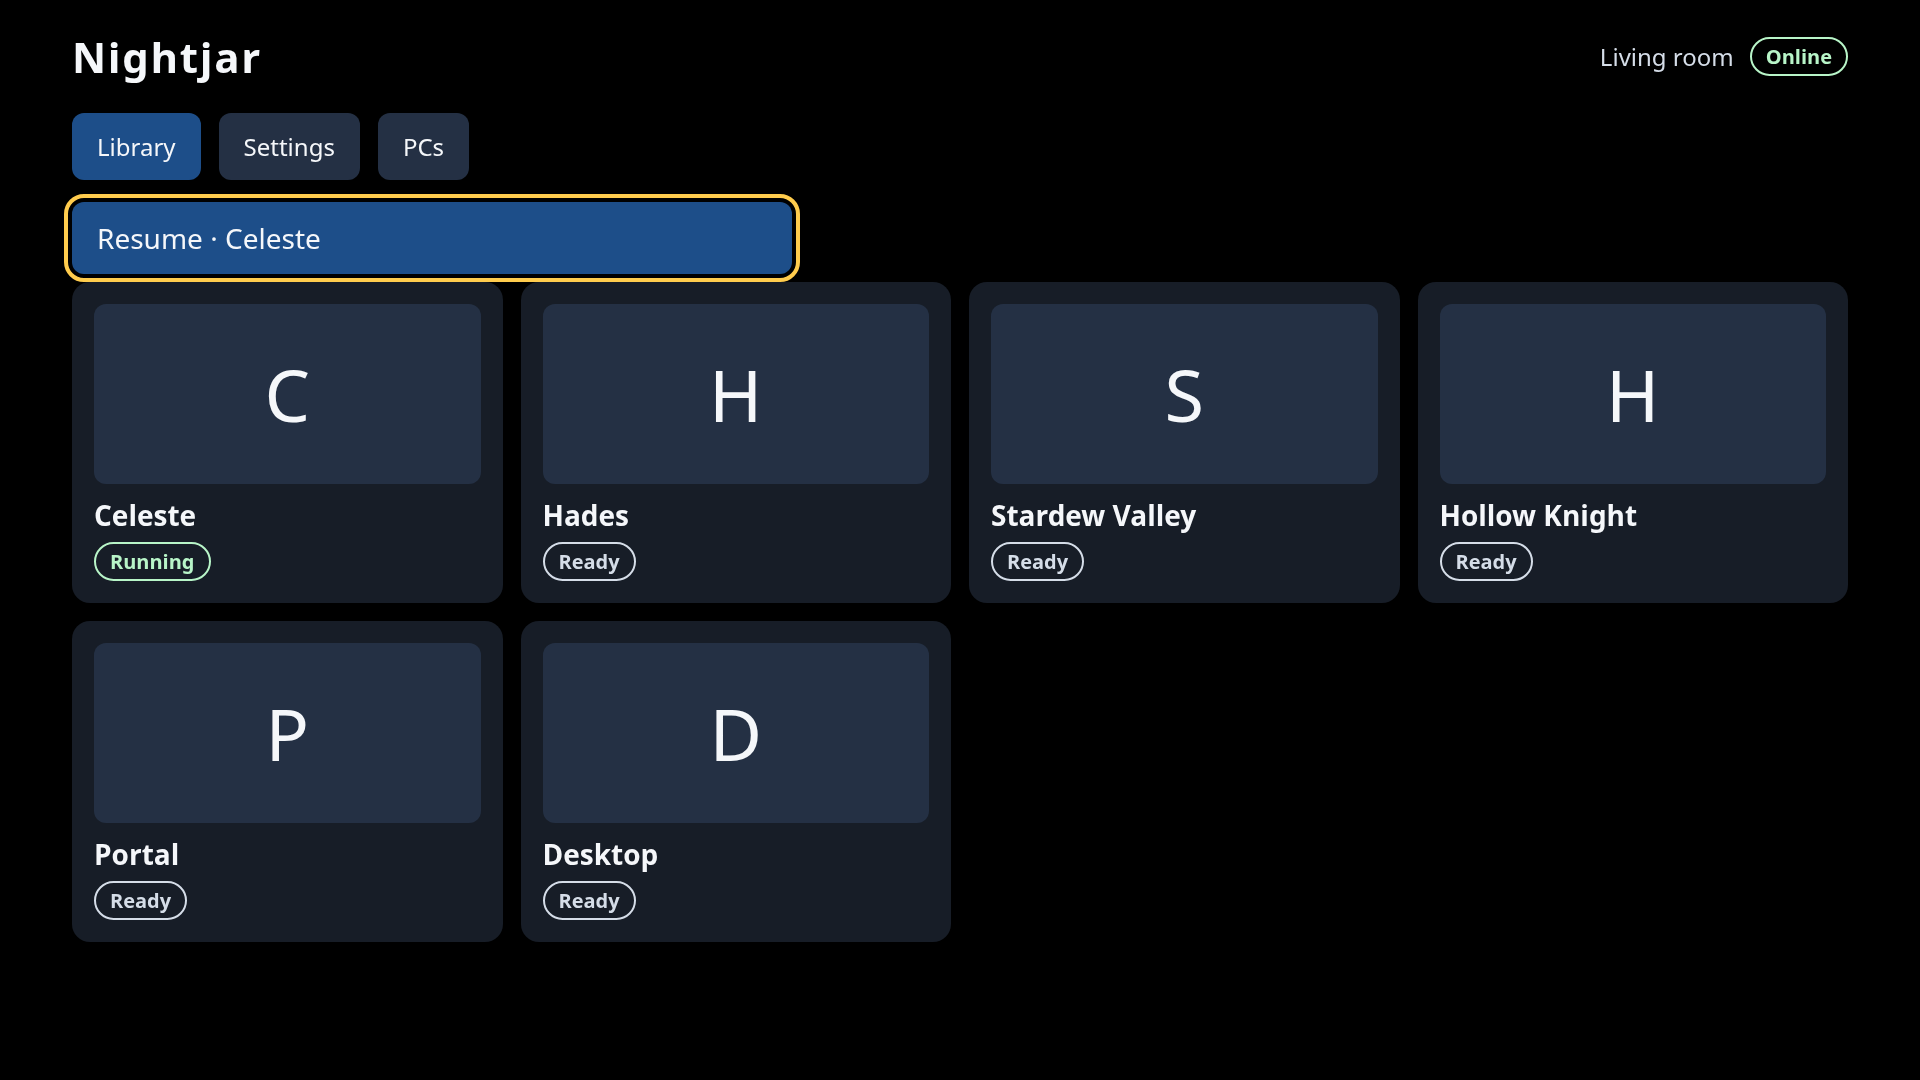 Nightjar
Living room Online
Library Settings PCs
Resume · Celeste
C H S H
Celeste Hades Stardew Valley Hollow Knight
Running Ready Ready Ready
P D
Portal Desktop
Ready Ready